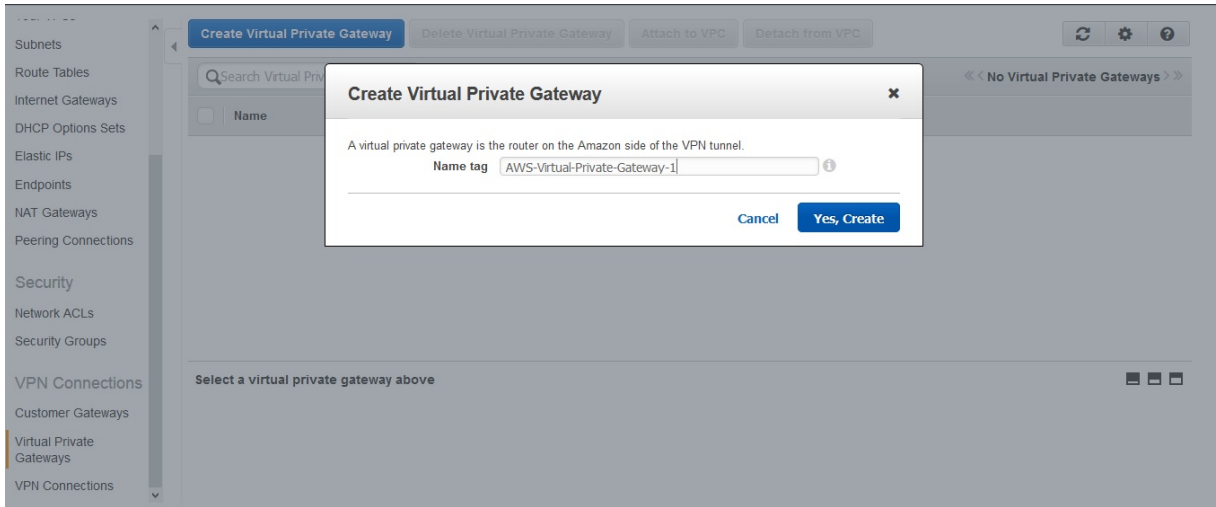 Subnets
Route Tables
Internet Gateways
DHCP Options Sets
Elastic IPs
Endpoints
NAT Gateways
Peering Connections
Security
Network ACLs
Security Groups
VPN Connections
Customer Gateways
Virtual Private
Gateways
VPN Connections
Create Virtual Private Gateway Delete Virtual Private Gateway Attach to VPC Detach from VPC
Search Virtual Priv
« < No Virtual Private Gateways > »
Name
Create Virtual Private Gateway
A virtual private gateway is the router on the Amazon side of the VPN tunnel.
Name tag AWS-Virtual-Private-Gateway-1
Cancel Yes, Create
Select a virtual private gateway above